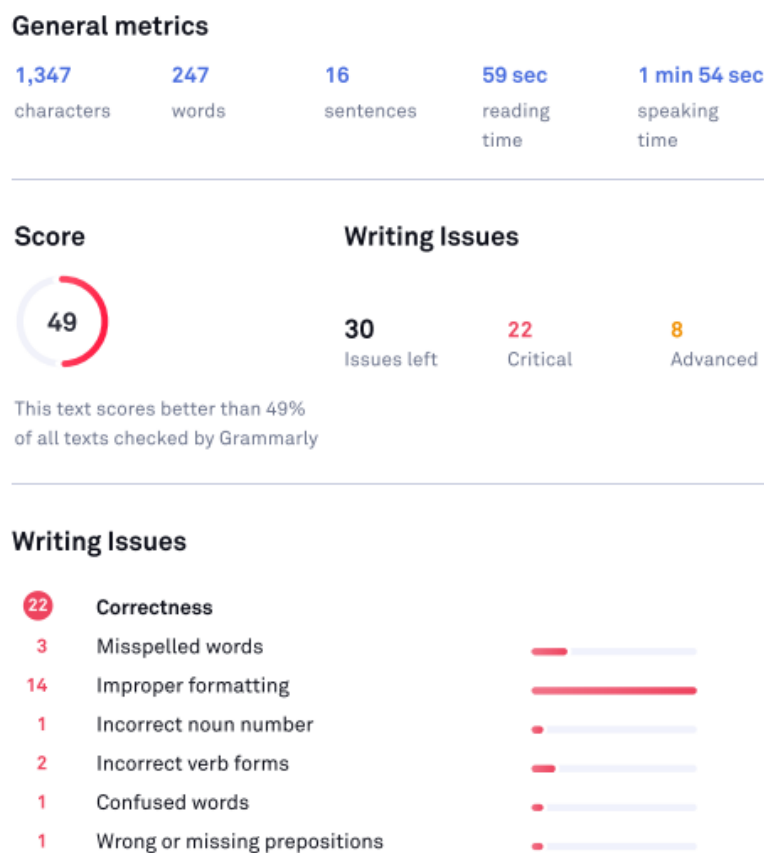 General metrics
1,347 247 16 59 sec 1 min 54 sec
characters words sentences reading speaking
time time
Score Writing Issues
49
30 22 8
Issues left Critical Advanced
This text scores better than 49%
of all texts checked by Grammarly
Writing Issues
22 Correctness
3 Misspelled words
14 Improper formatting
1 Incorrect noun number
2 Incorrect verb forms
1 Confused words
1 Wrong or missing prepositions